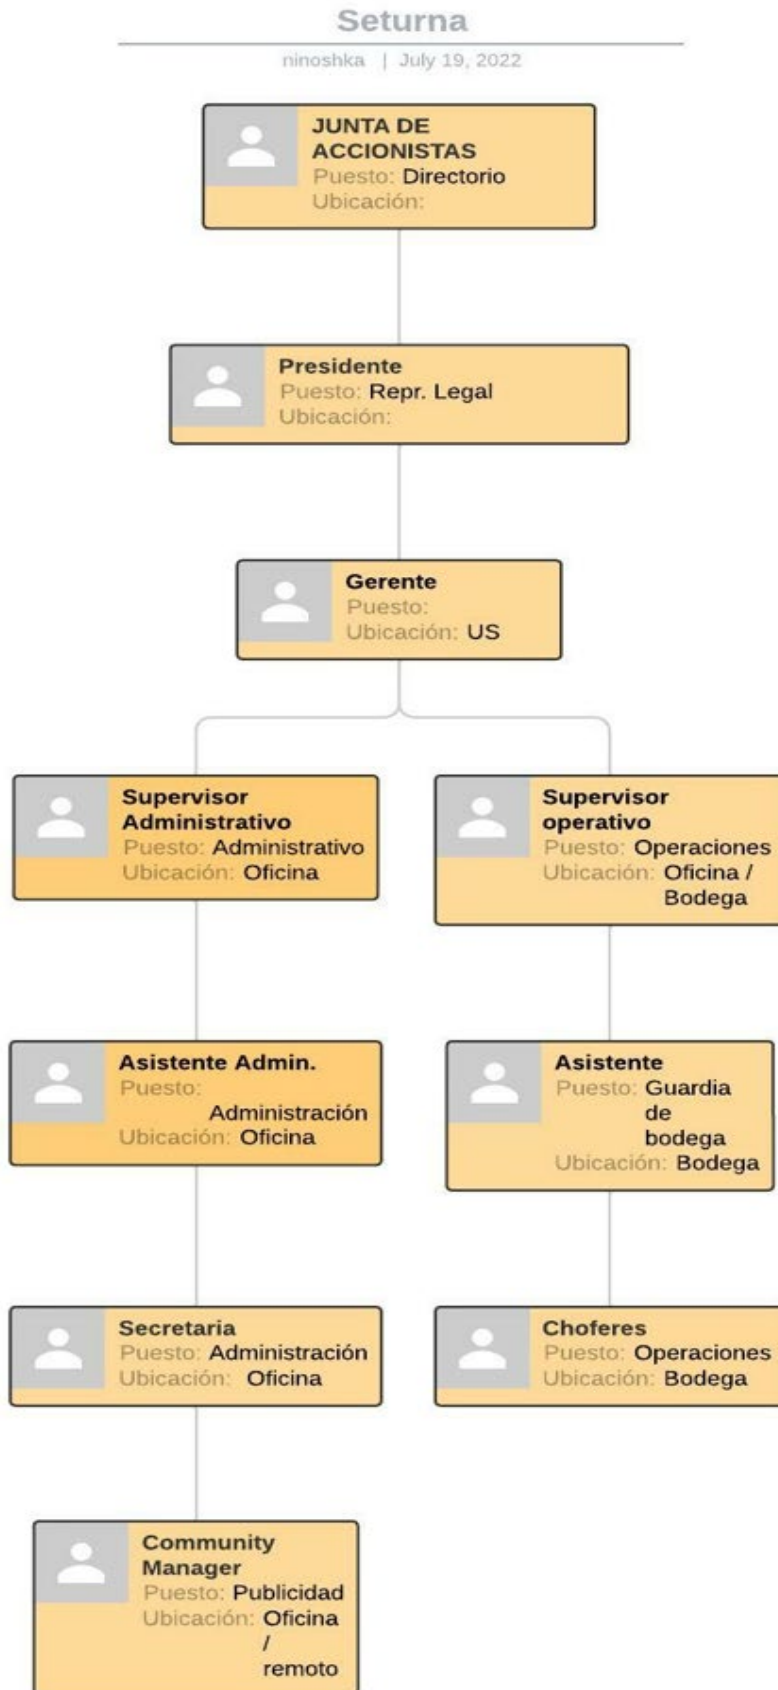 Seturna
ninoshka | July 19, 2022
JUNTA DE
ACCIONISTAS
Puesto: Directorio
Ubicación:
Presidente
Puesto: Repr. Legal
Ubicación:
Gerente
Puesto:
Ubicación: US
Supervisor
Administrativo
Puesto: Administrativo
Ubicación: Oficina
Supervisor
operativo
Puesto: Operaciones
Ubicación: Oficina /
Bodega
Asistente Admin.
Puesto:
Administración
Ubicación: Oficina
Asistente
Puesto: Guardia
de
bodega
Ubicación: Bodega
Secretaria
Puesto: Administración
Ubicación: Oficina
Choferes
Puesto: Operaciones
Ubicación: Bodega
Community
Manager
Puesto: Publicidad
Ubicación: Oficina
/
remoto